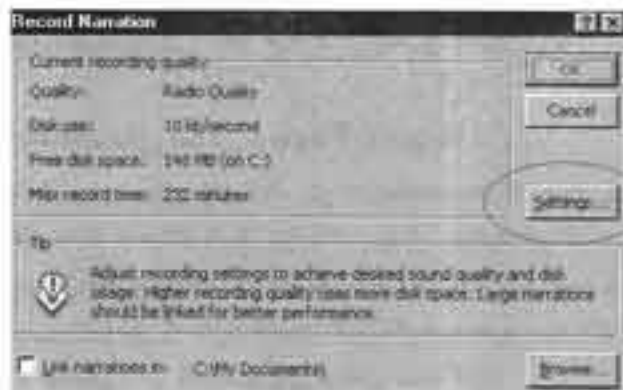 Record Narration
Current recording quality
OK
Quality: Radio Quality
Cancel
Disk use: 10 kb/second
Free disk space: 140 MB (on C:)
Max record time: 232 minutes
Settings...
Tip
Adjust recording settings to achieve desired sound quality and disk
usage. Higher recording quality uses more disk space. Large narrations
should be linked for better performance.
Link narrations in: C:\My Documents\
Browse...